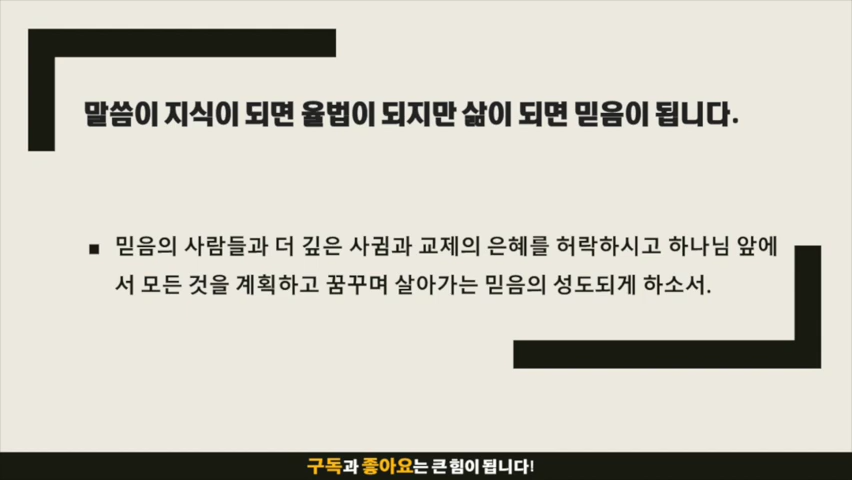 말씀이 지식이 되면 율법이 되지만 삶이 되면 믿음이 됩니다.
■ 믿음의 사람들과 더 깊은 사귐과 교제의 은혜를 허락하시고 하나님 앞에
서 모든 것을 계획하고 꿈꾸며 살아가는 믿음의 성도되게 하소서.
구독과 좋아요는 큰 힘이 됩니다!